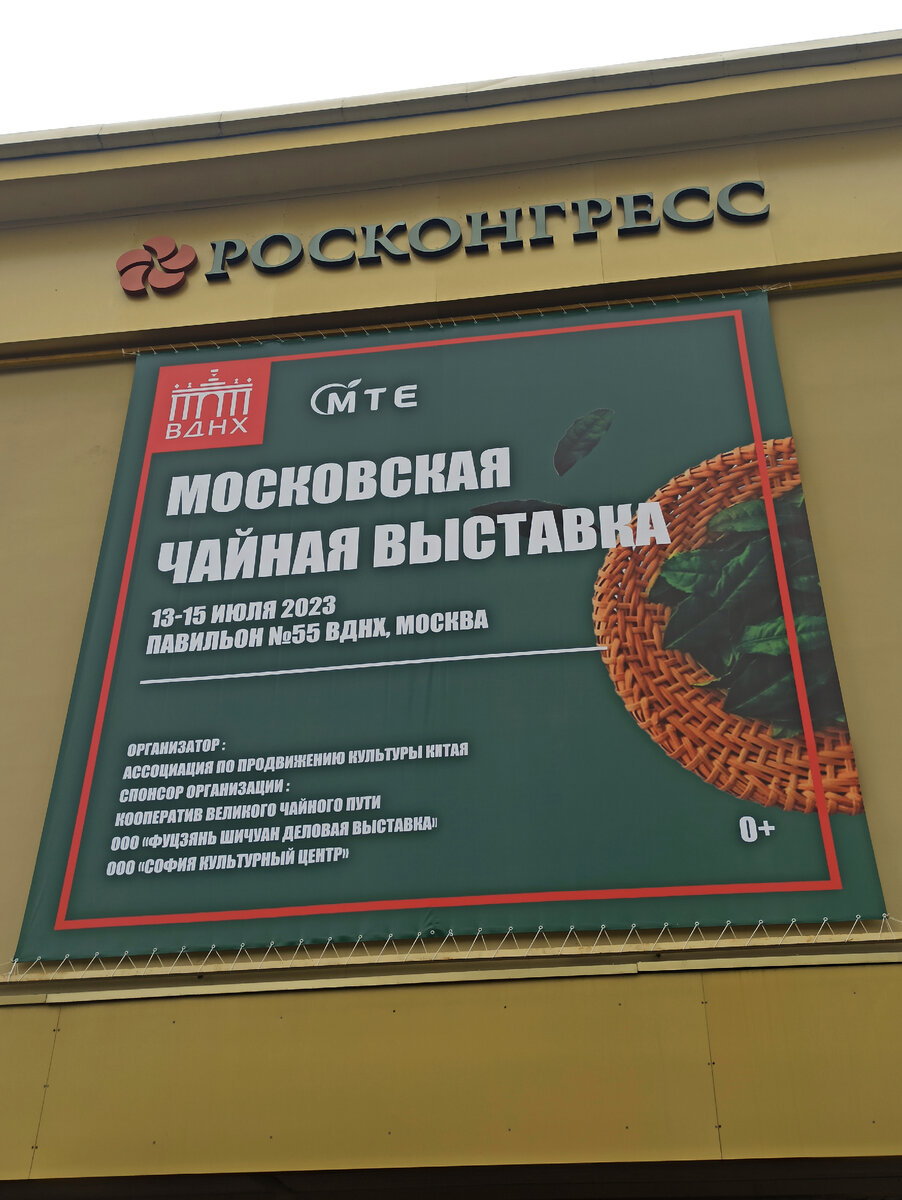 РОСКОНГРЕСС
ВДНХ
МТЕ
МОСКОВСКАЯ
ЧАЙНАЯ ВЫСТАВКА
13-15 ИЮЛЯ 2023
ПАВИЛЬОН №55 ВДНХ, МОСКВА
ОРГАНИЗАТОР :
АССОЦИАЦИЯ ПО ПРОДВИЖЕНИЮ КУЛЬТУРЫ КПТАЯ
СПОНСОР ОРГАНИЗАЦИИ :
КООПЕРАТИВ ВЕЛИКОГО ЧАЙНОГО ПУТИ
ООО «ФУЦЗЯНЬ ШИЧУАН ДЕЛОВАЯ ВЫСТАВКА»
ООО «СОФИЯ КУЛЬТУРНЫЙ ЦЕНТР»
0+